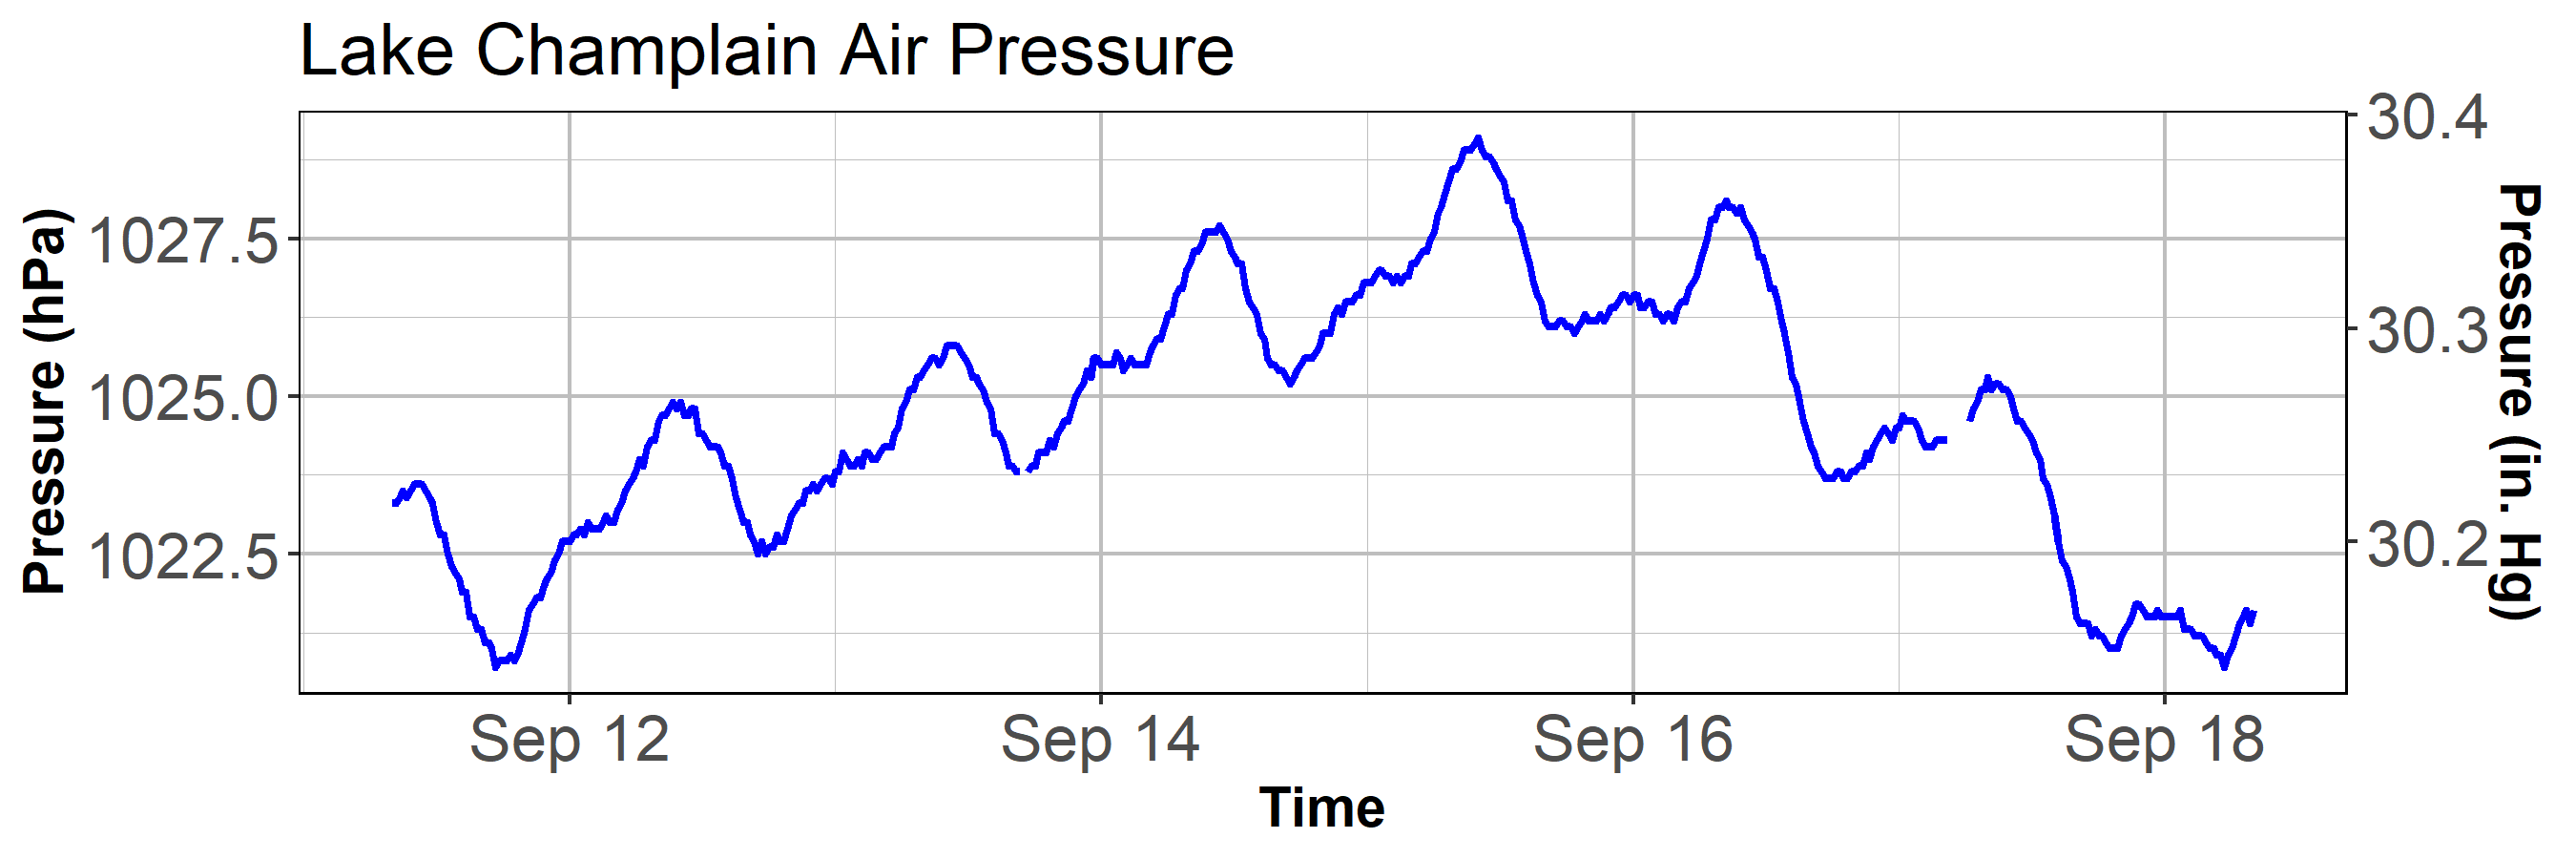 Lake Champlain Air Pressure
Pressure (hPa)
1027.5
1025.0
1022.5
30.4
30.3
30.2
Pressure (in. Hg)
Sep 12
Sep 14
Sep 16
Sep 18
Time